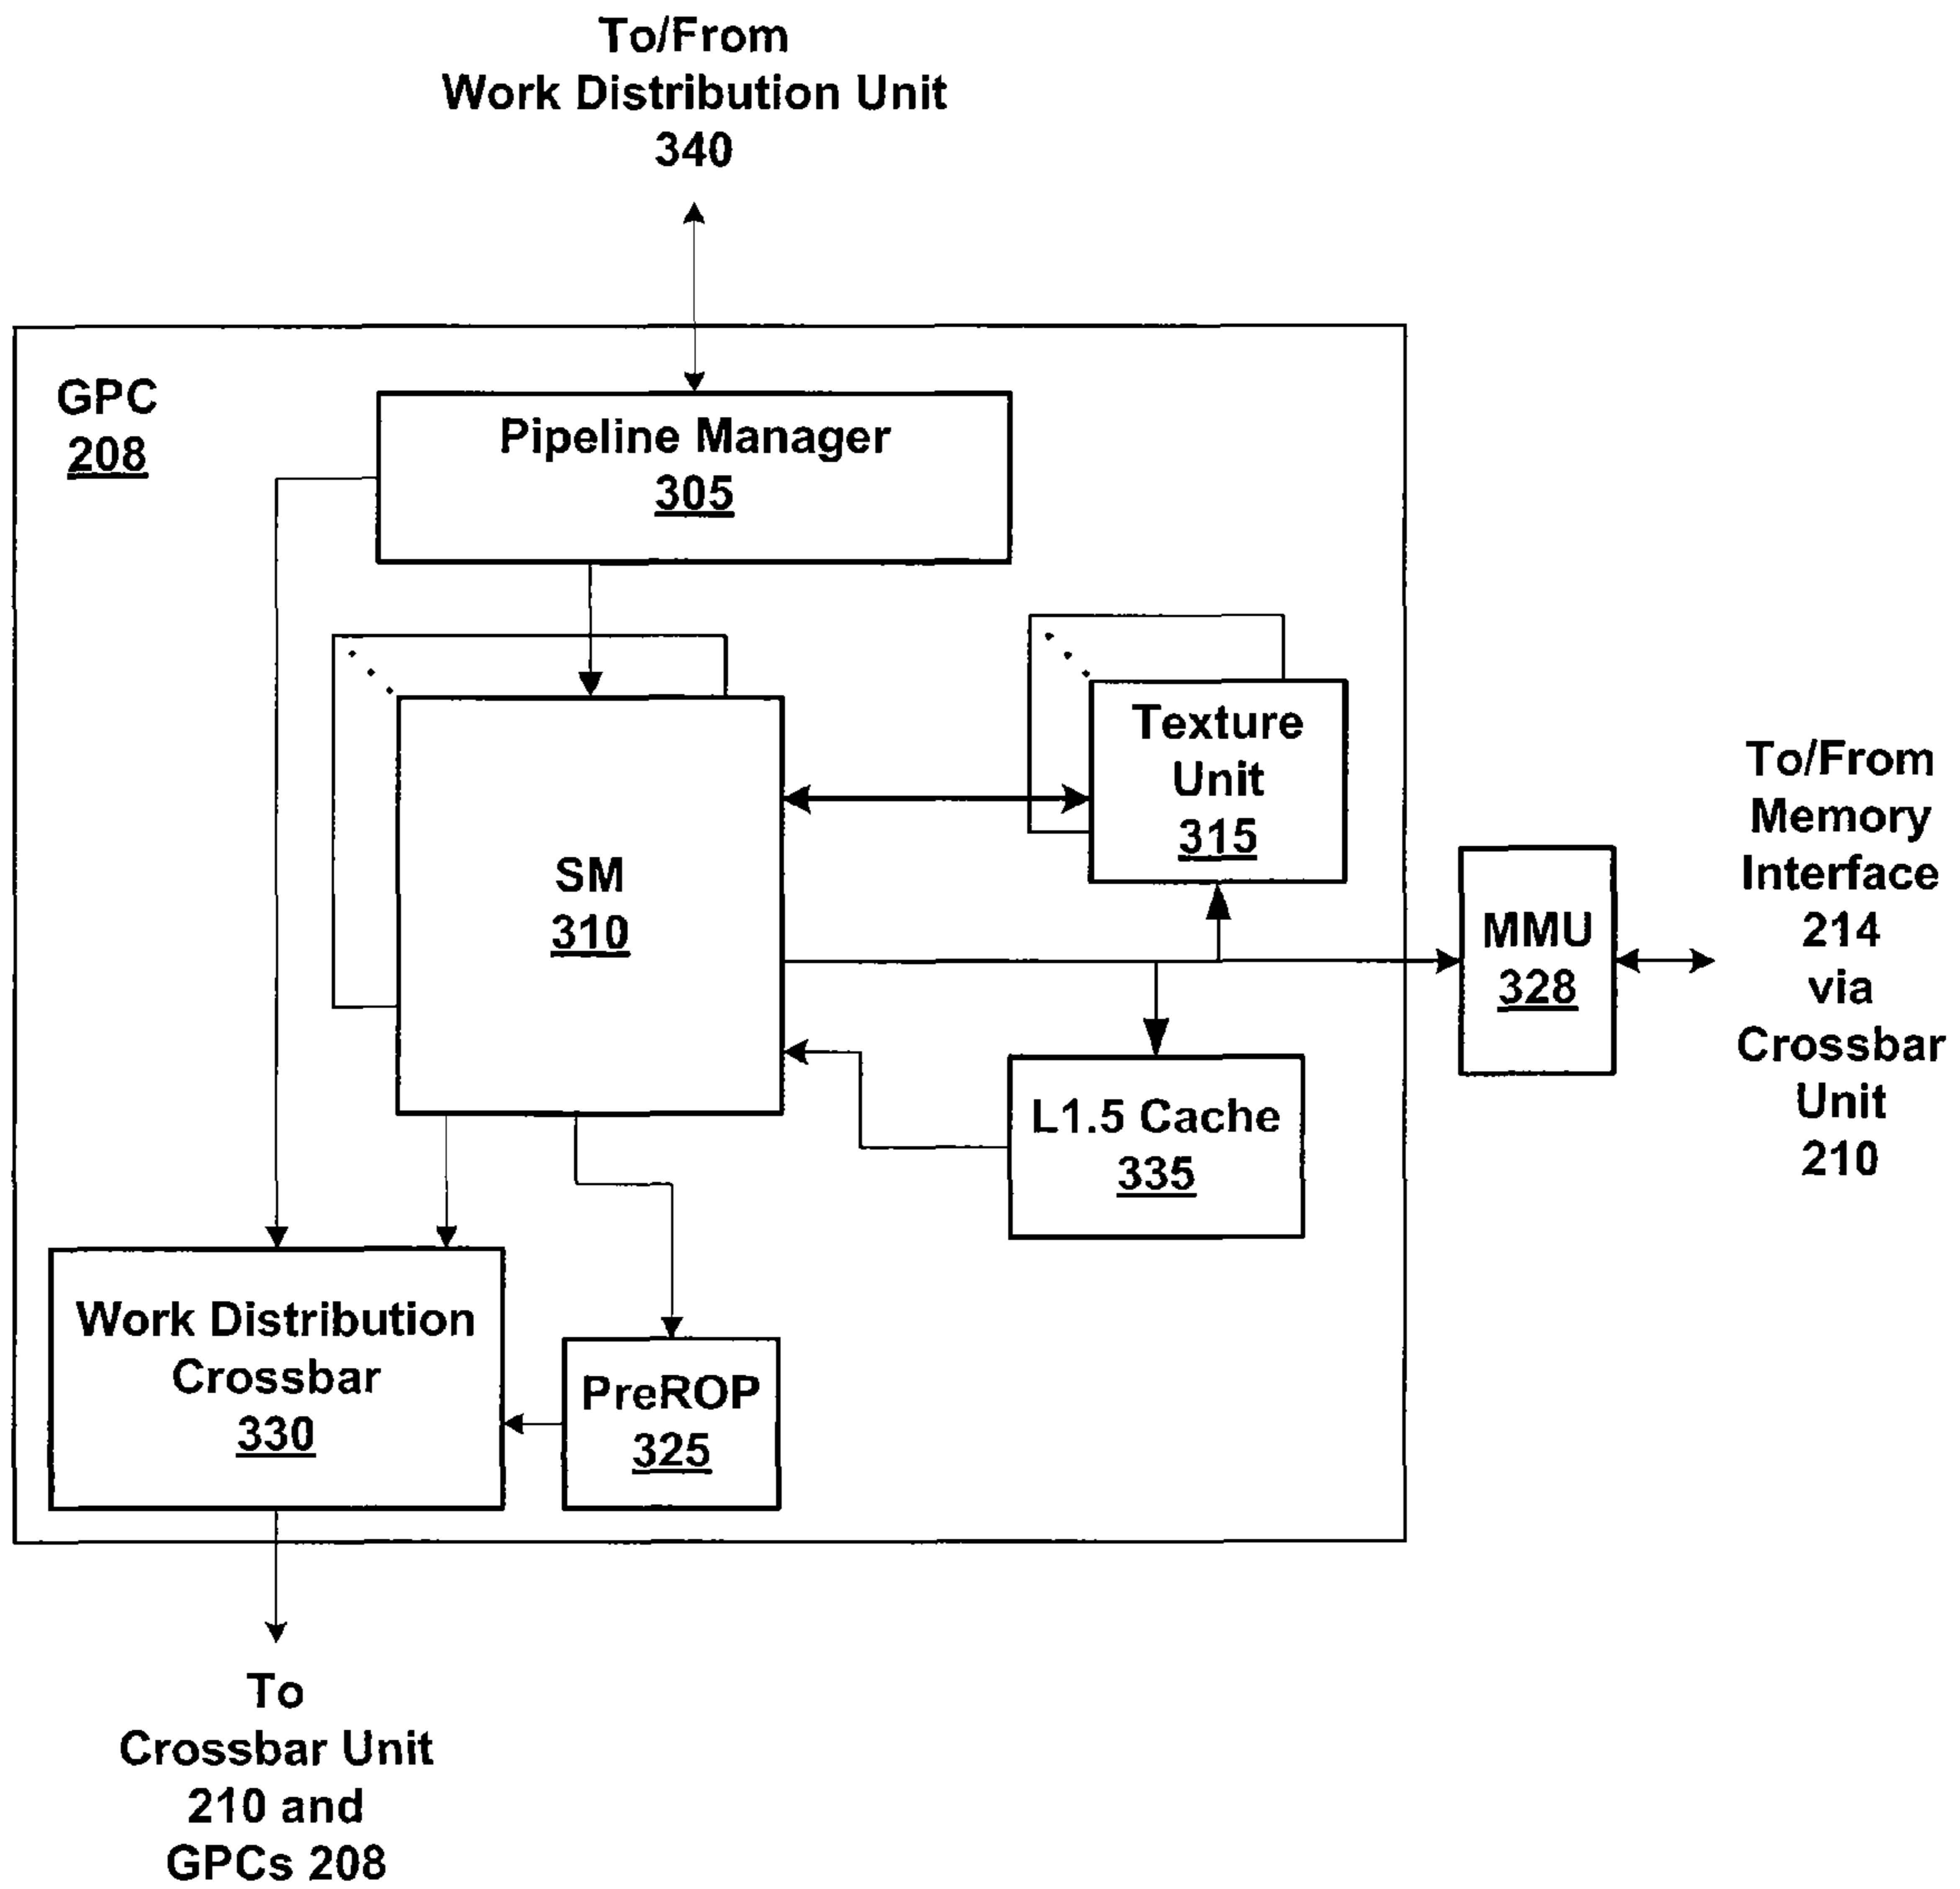 To/From
Work Distribution Unit
340
GPC
208
Pipeline Manager
305
Texture
Unit
315
SM
310
To/From
Memory
Interface
214
via
Crossbar
Unit
210
MMU
328
L1.5 Cache
335
Work Distribution
Crossbar
330
PreROP
325
To
Crossbar Unit
210 and
GPCs 208